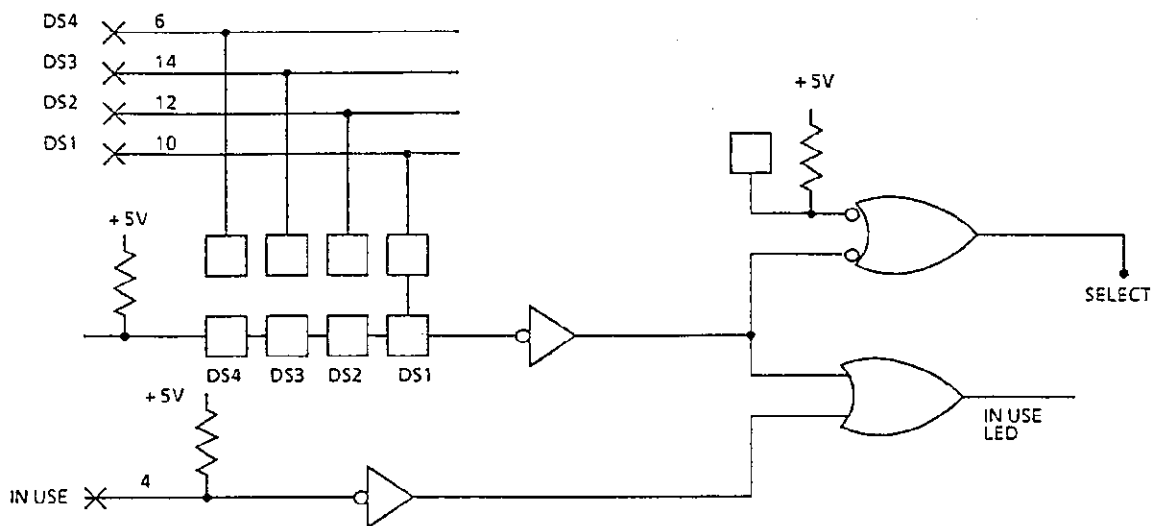 DS4 6
DS3 14
DS2 12
DS1 10
+5V
+5V
DS4 DS3 DS2 DS1
SELECT
+5V
IN USE
LED
IN USE 4